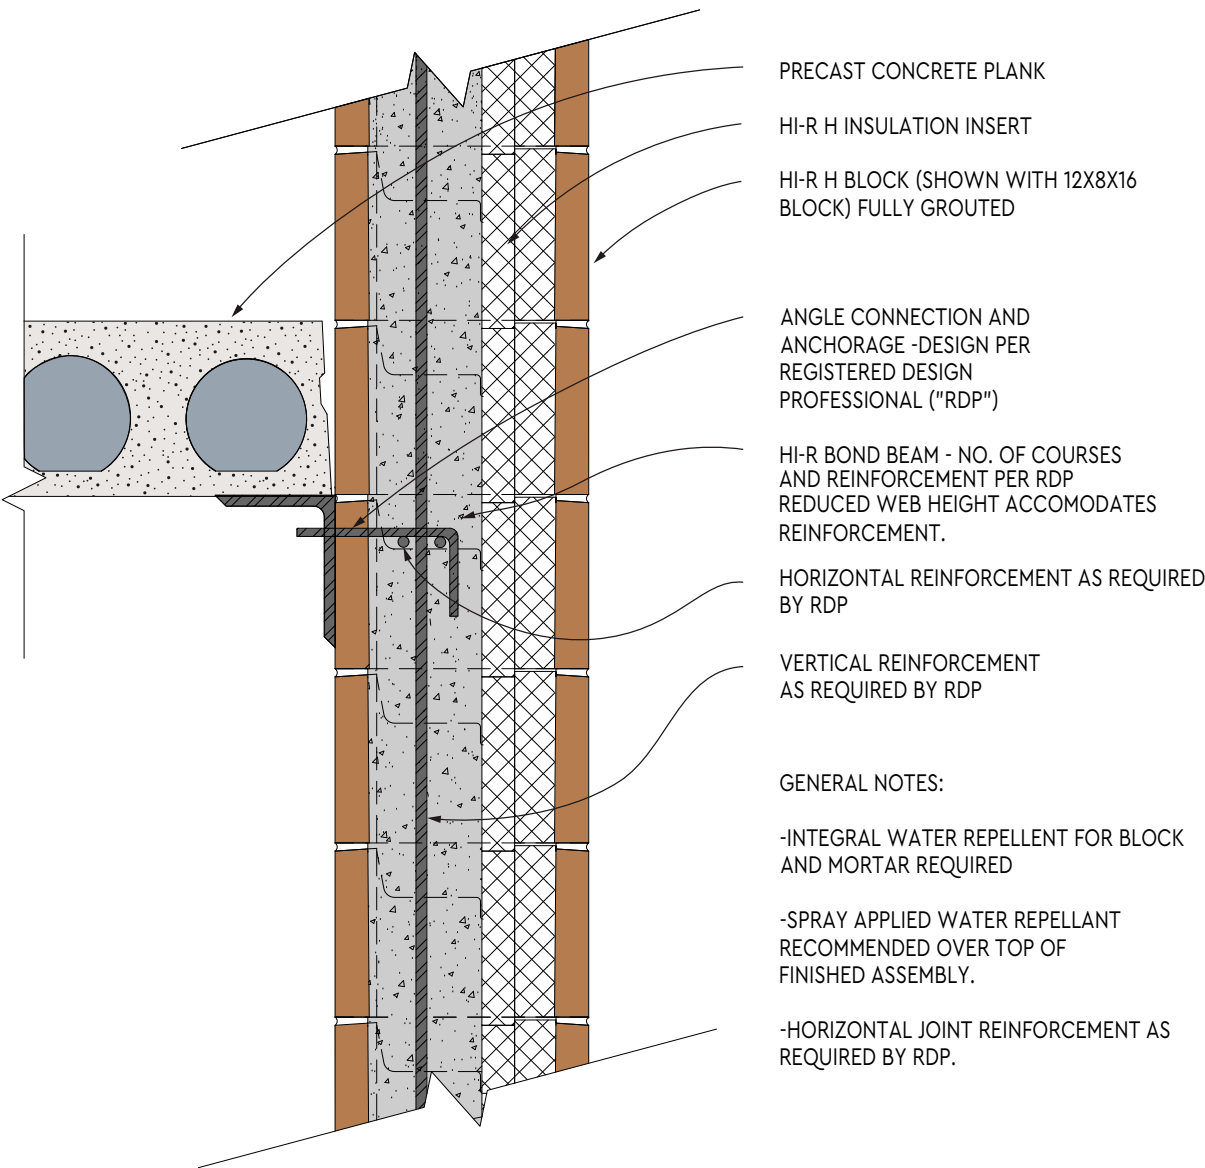 PRECAST CONCRETE PLANK
HI-R H INSULATION INSERT
HI-R H BLOCK (SHOWN WITH 12X8X16
BLOCK) FULLY GROUTED
ANGLE CONNECTION AND
ANCHORAGE -DESIGN PER
REGISTERED DESIGN
PROFESSIONAL ("RDP")
HI-R BOND BEAM - NO. OF COURSES
AND REINFORCEMENT PER RDP
REDUCED WEB HEIGHT ACCOMODATES
REINFORCEMENT.
HORIZONTAL REINFORCEMENT AS REQUIRED
BY RDP
VERTICAL REINFORCEMENT
AS REQUIRED BY RDP
GENERAL NOTES:
-INTEGRAL WATER REPELLENT FOR BLOCK
AND MORTAR REQUIRED
-SPRAY APPLIED WATER REPELLANT
RECOMMENDED OVER TOP OF
FINISHED ASSEMBLY.
-HORIZONTAL JOINT REINFORCEMENT AS
REQUIRED BY RDP.